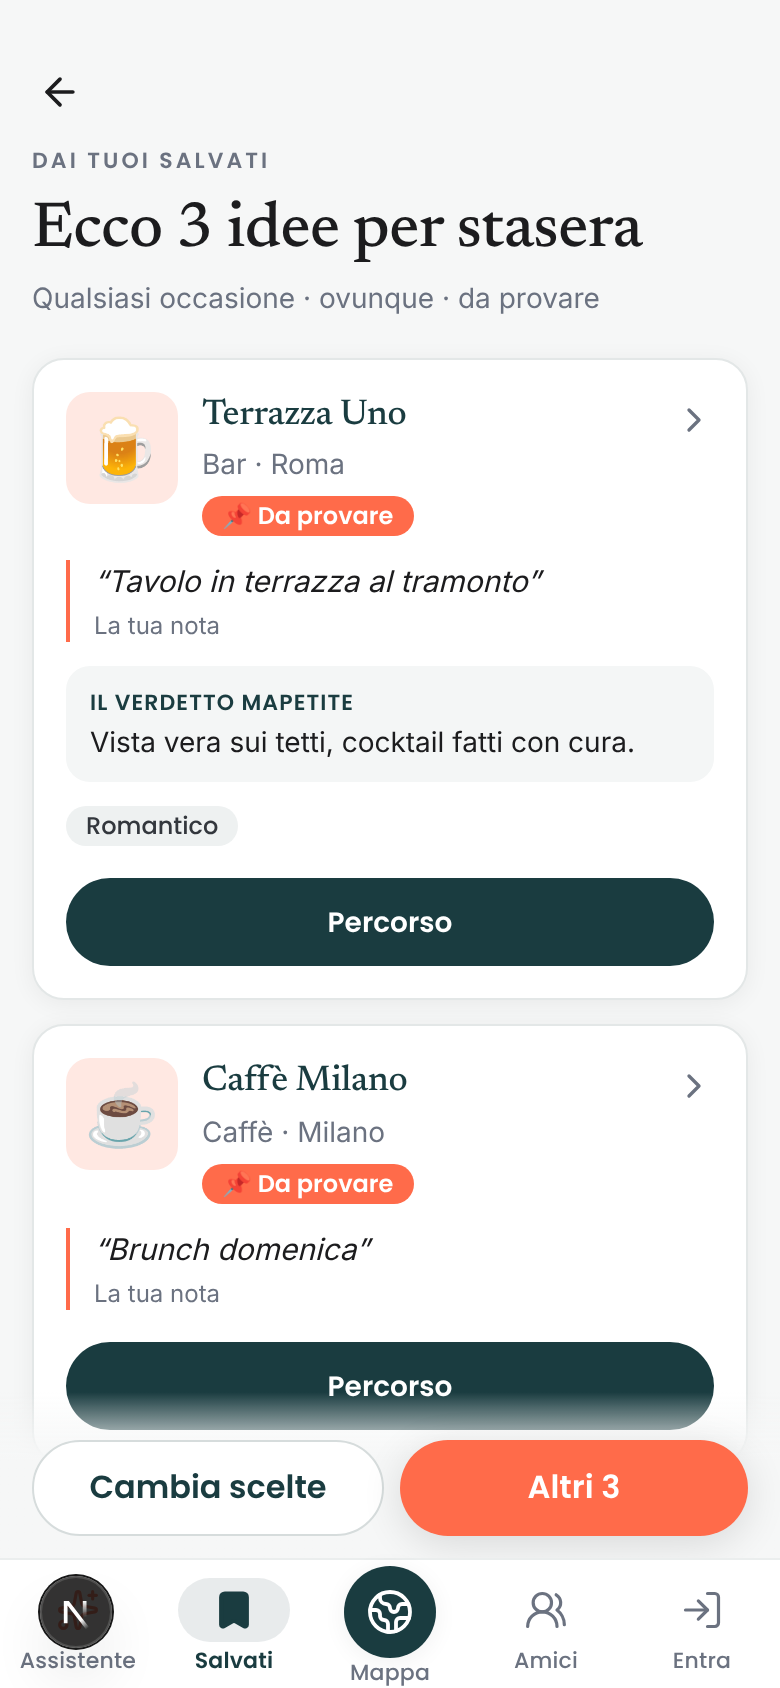 DAI TUOI SALVATI
Ecco 3 idee per stasera
Qualsiasi occasione · ovunque · da provare
Terrazza Uno
Bar · Roma
📌 Da provare
“Tavolo in terrazza al tramonto”
La tua nota
IL VERDETTO MAPETITE
Vista vera sui tetti, cocktail fatti con cura.
Romantico
Percorso
Caffè Milano
Caffè · Milano
📌 Da provare
“Brunch domenica”
La tua nota
Percorso
Cambia scelte
Altri 3
N
Assistente
Salvati
Mappa
Amici
Entra